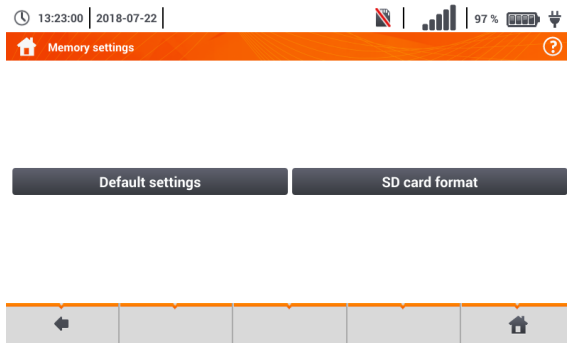 13:23:00 2018-07-22 97 %
Memory settings ?
Default settings SD card format